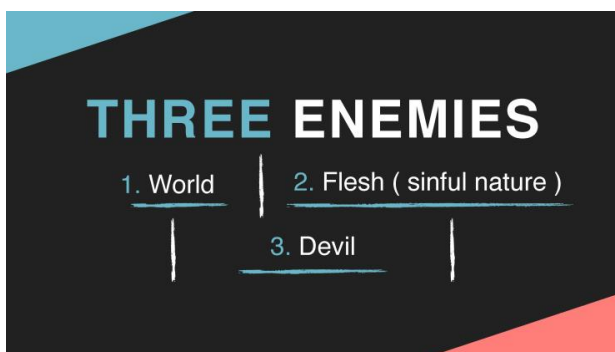 THREE ENEMIES
1. World
2. Flesh ( sinful nature )
3. Devil